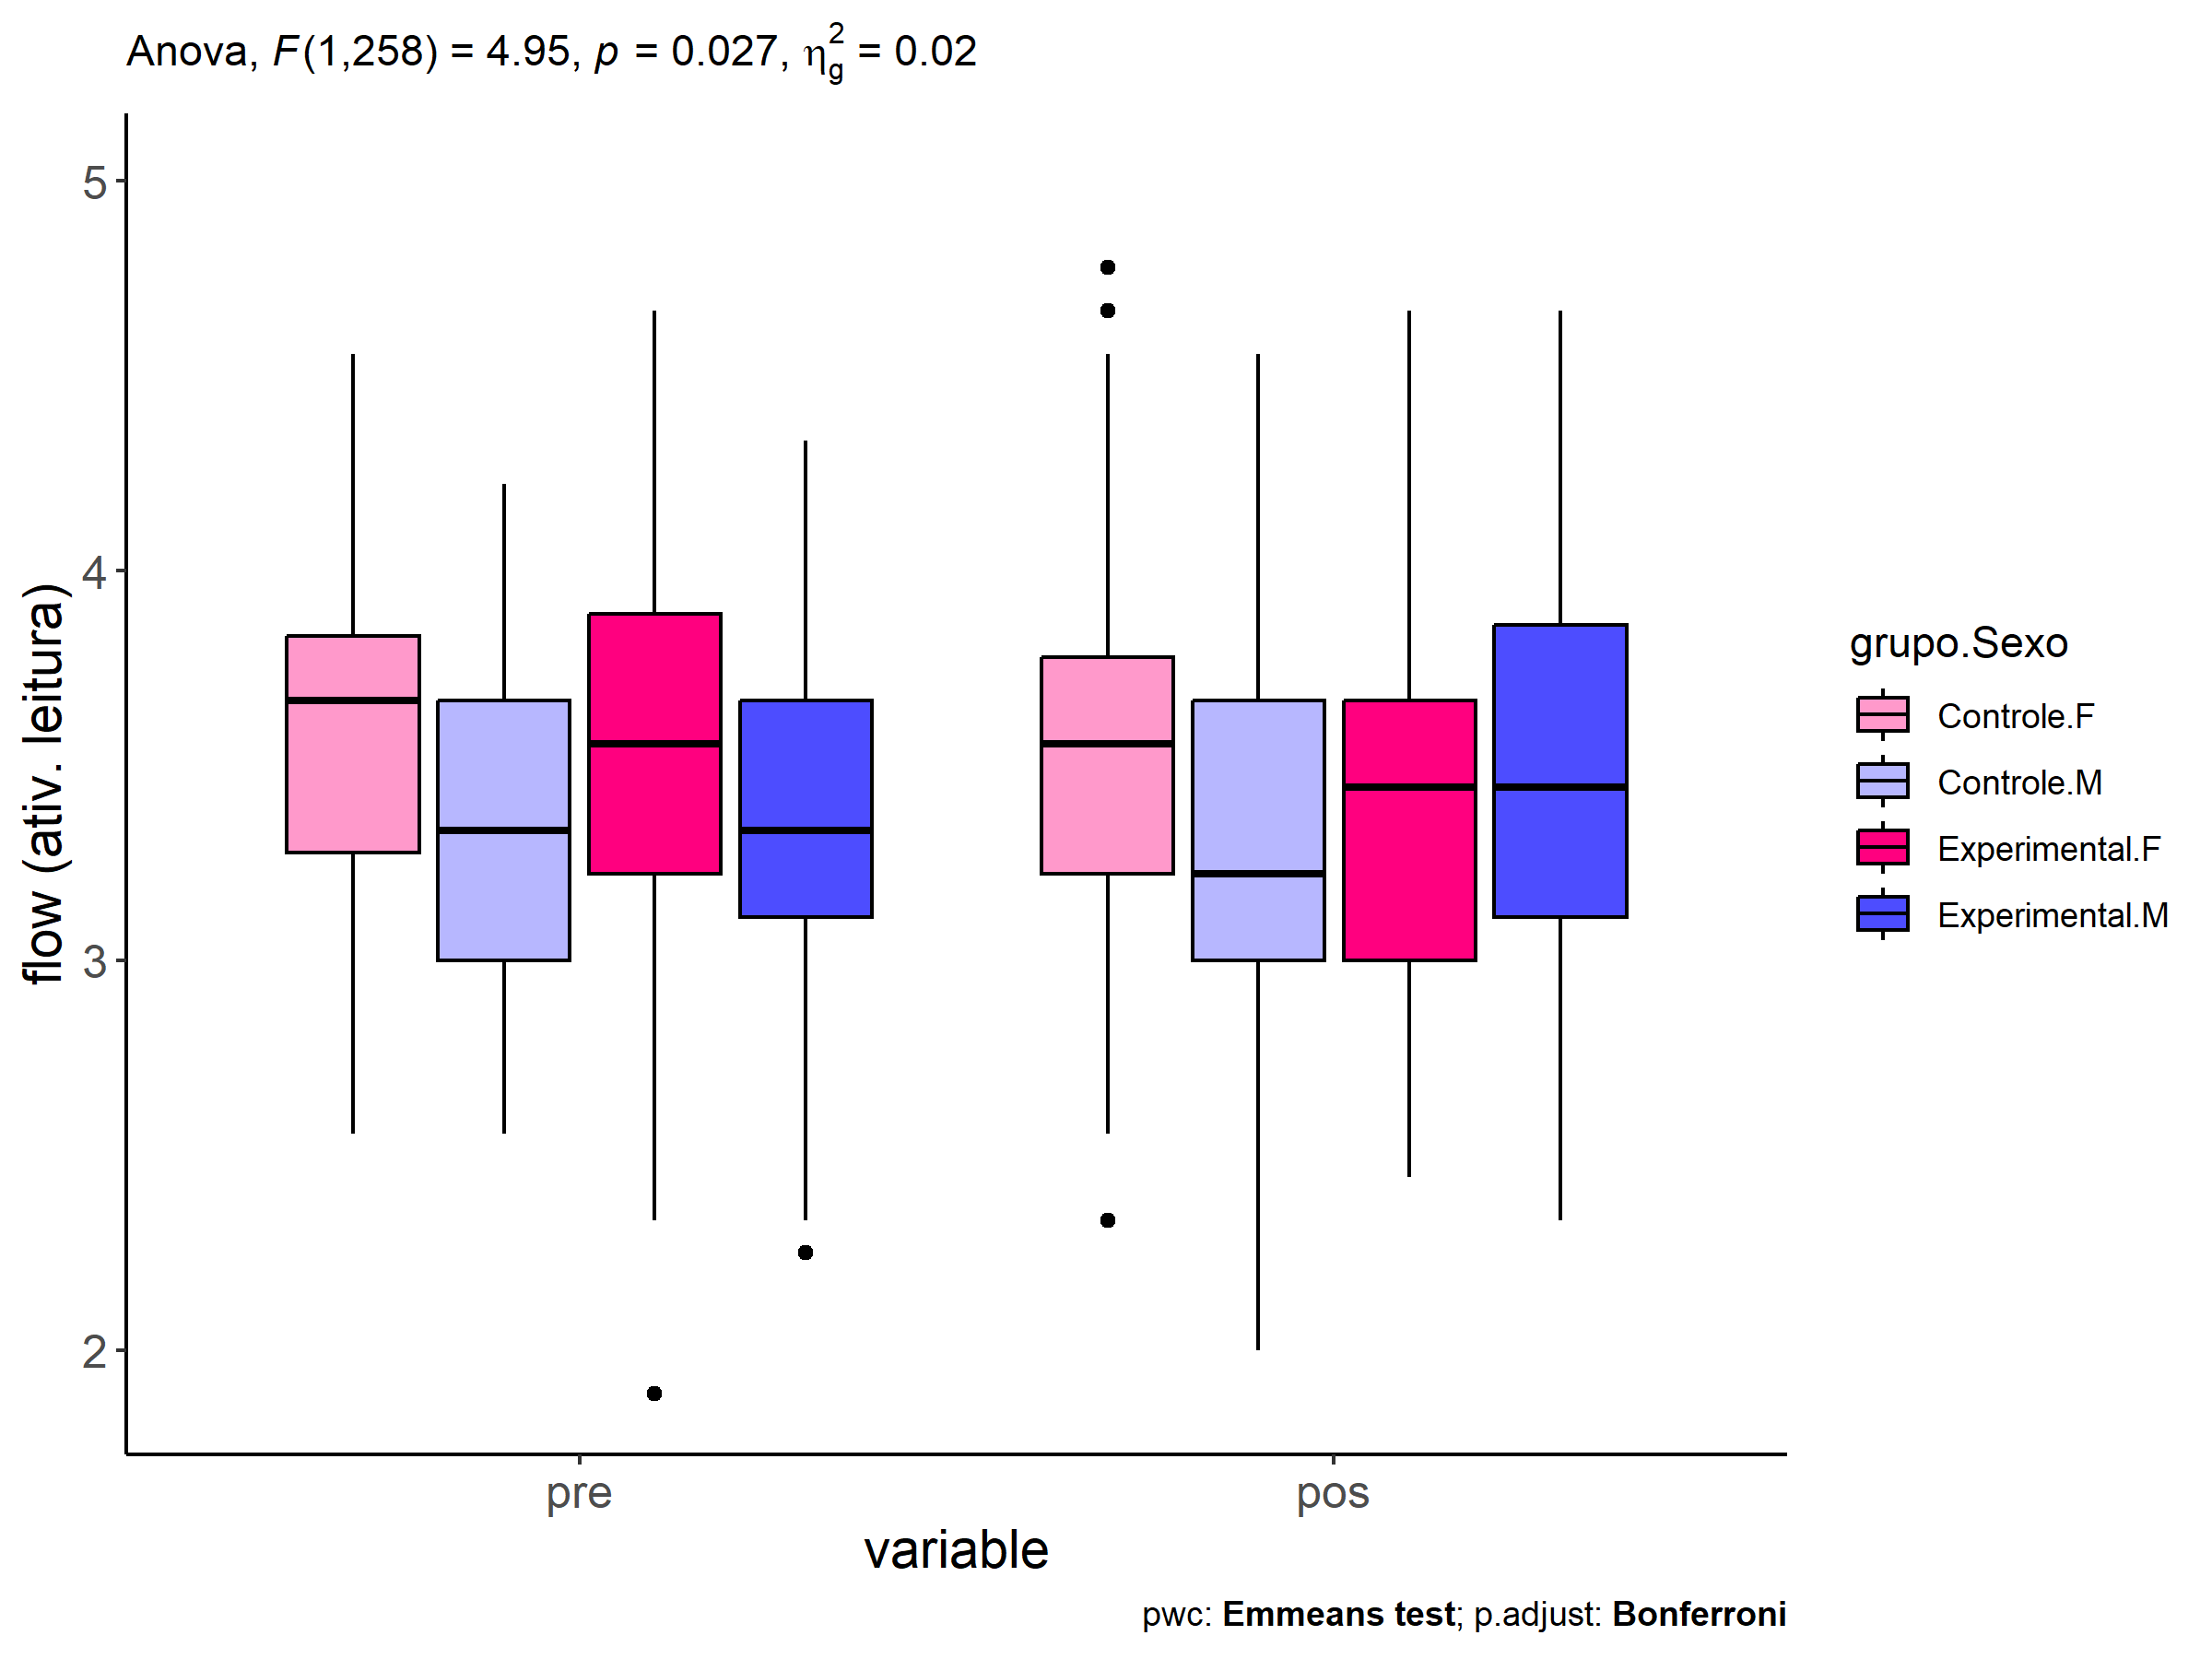 Anova, F(1,258) = 4.95, p = 0.027, η²g = 0.02
5
4
3
2
flow (ativ. leitura)
pre
pos
variable
grupo.Sexo
Controle.F
Controle.M
Experimental.F
Experimental.M
pwc: Emmeans test; p.adjust: Bonferroni